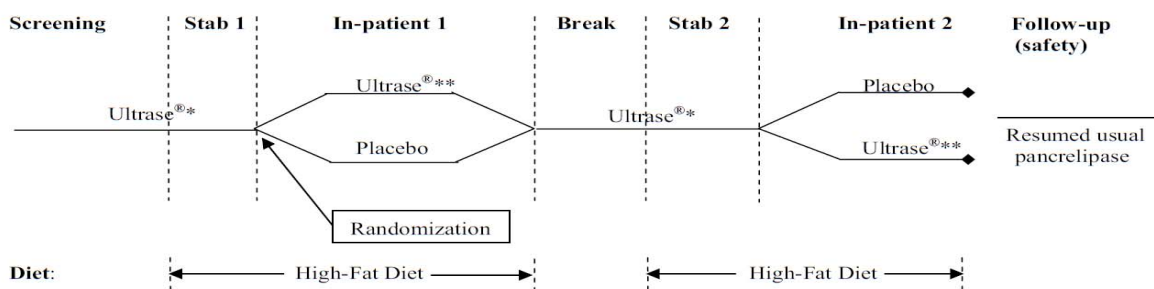 Screening Stab 1 In-patient 1 Break Stab 2 In-patient 2 Follow-up
(safety)
Ultrase®** Placebo
Ultrase®* Ultrase®*
Placebo Ultrase®** Resumed usual
pancrelipase
Randomization
Diet: High-Fat Diet High-Fat Diet